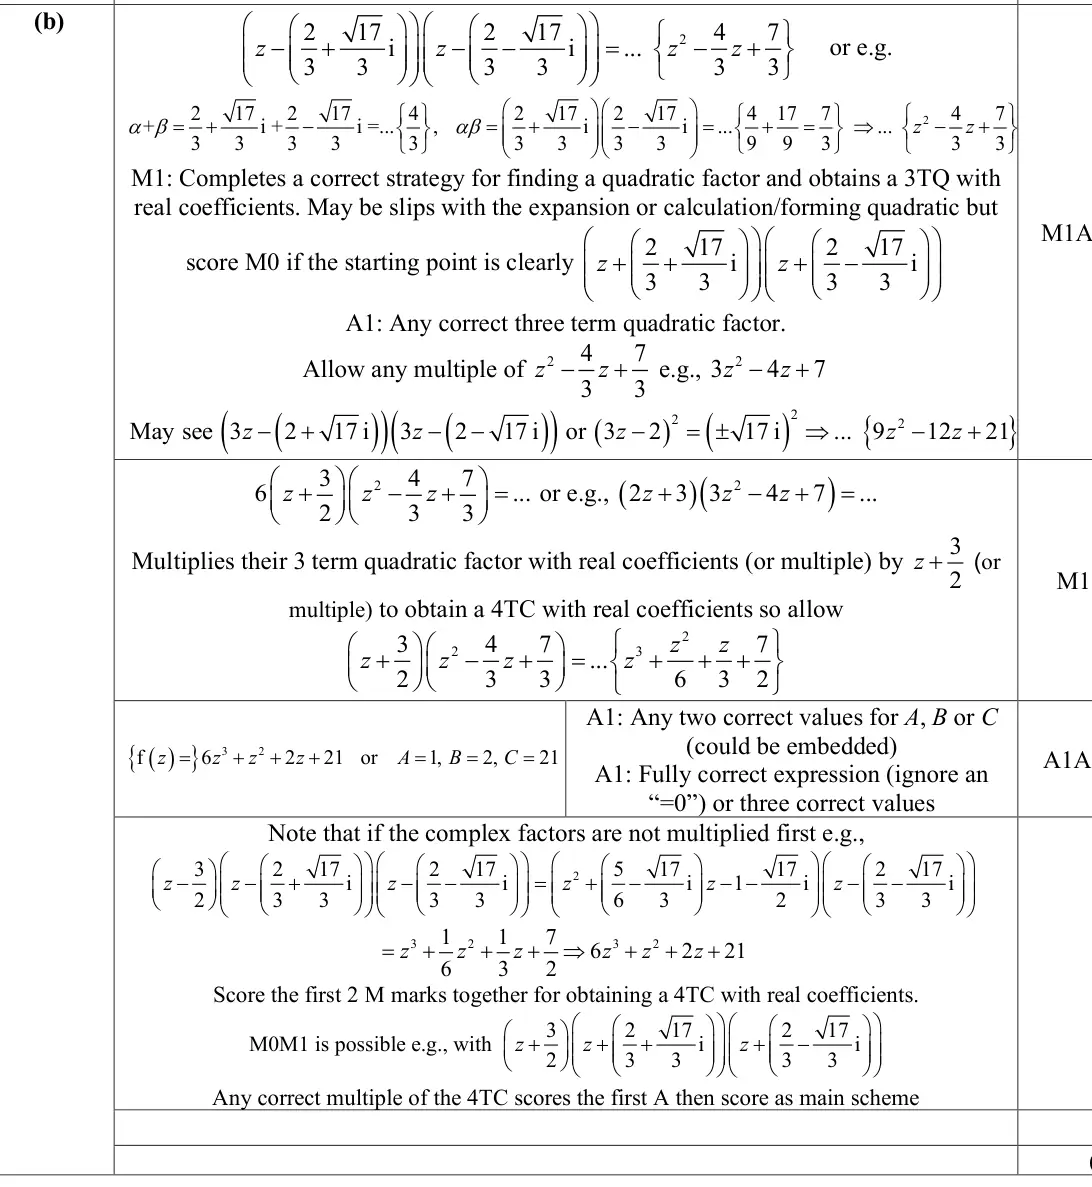 (b)
(z − (2/3 + √17/3 i))(z − (2/3 − √17/3 i)) = ... {z² − 4/3 z + 7/3} or e.g.
α+β = 2/3 + √17/3 i + 2/3 − √17/3 i = ...{4/3}, αβ = (2/3 + √17/3 i)(2/3 − √17/3 i) = ...{4/9 + 17/9 = 7/3} ⇒ ... {z² − 4/3 z + 7/3}
M1: Completes a correct strategy for finding a quadratic factor and obtains a 3TQ with
real coefficients. May be slips with the expansion or calculation/forming quadratic but
score M0 if the starting point is clearly (z + (2/3 + √17/3 i))(z + (2/3 − √17/3 i))
M1A
A1: Any correct three term quadratic factor.
Allow any multiple of z² − 4/3 z + 7/3 e.g., 3z² − 4z + 7
May see (3z − (2 + √17 i))(3z − (2 − √17 i)) or (3z − 2)² = (±√17 i)² ⇒ ... {9z² − 12z + 21}
6(z + 3/2)(z² − 4/3 z + 7/3) = ... or e.g., (2z + 3)(3z² − 4z + 7) = ...
Multiplies their 3 term quadratic factor with real coefficients (or multiple) by z + 3/2 (or
multiple) to obtain a 4TC with real coefficients so allow
(z + 3/2)(z² − 4/3 z + 7/3) = ...{z³ + z²/6 + z/3 + 7/2}
M1
{f(z) =}6z³ + z² + 2z + 21 or A = 1, B = 2, C = 21
A1: Any two correct values for A, B or C
(could be embedded)
A1: Fully correct expression (ignore an
“=0”) or three correct values
A1A
Note that if the complex factors are not multiplied first e.g.,
(z − 3/2)(z − (2/3 + √17/3 i))(z − (2/3 − √17/3 i)) = (z² + (5/6 − √17/3 i)z − 1 − √17/2 i)(z − (2/3 − √17/3 i))
= z³ + 1/6 z² + 1/3 z + 7/2 ⇒ 6z³ + z² + 2z + 21
Score the first 2 M marks together for obtaining a 4TC with real coefficients.
M0M1 is possible e.g., with (z + 3/2)(z + (2/3 + √17/3 i))(z + (2/3 − √17/3 i))
Any correct multiple of the 4TC scores the first A then score as main scheme